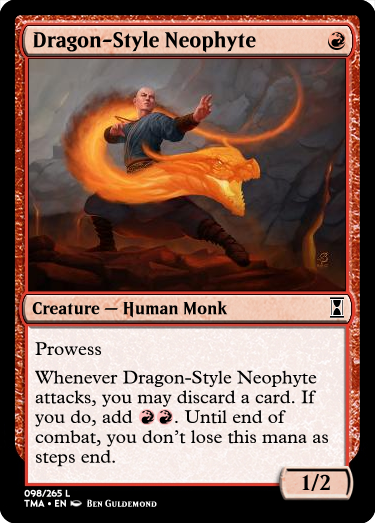 Dragon-Style Neophyte
Creature — Human Monk
Prowess
Whenever Dragon-Style Neophyte
attacks, you may discard a card. If
you do, add. Until end of
combat, you don't lose this mana as
steps end.
1/2
098/265 L
TMA • EN Ben Guldemond